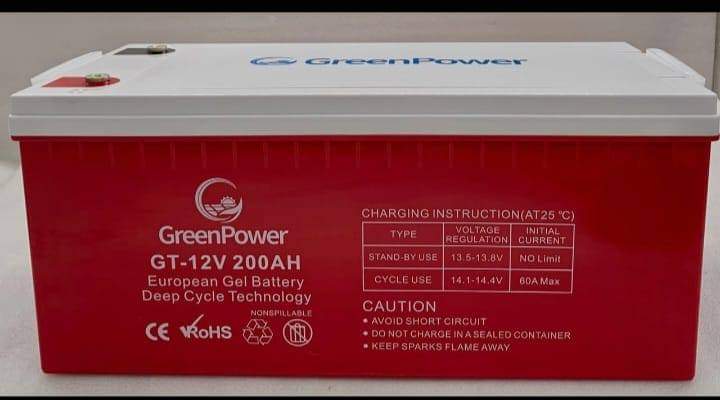 GreenPower
GreenPower
GT-12V 200AH
European Gel Battery
Deep Cycle Technology
NONSPILLABLE
CE RoHS
Pb
CHARGING INSTRUCTION(AT25 ℃)
TYPE VOLTAGE REGULATION INITIAL CURRENT
STAND-BY USE 13.5-13.8V NO Limit
CYCLE USE 14.1-14.4V 60A Max
CAUTION
• AVOID SHORT CIRCUIT
• DO NOT CHARGE IN A SEALED CONTAINER
• KEEP SPARKS FLAME AWAY